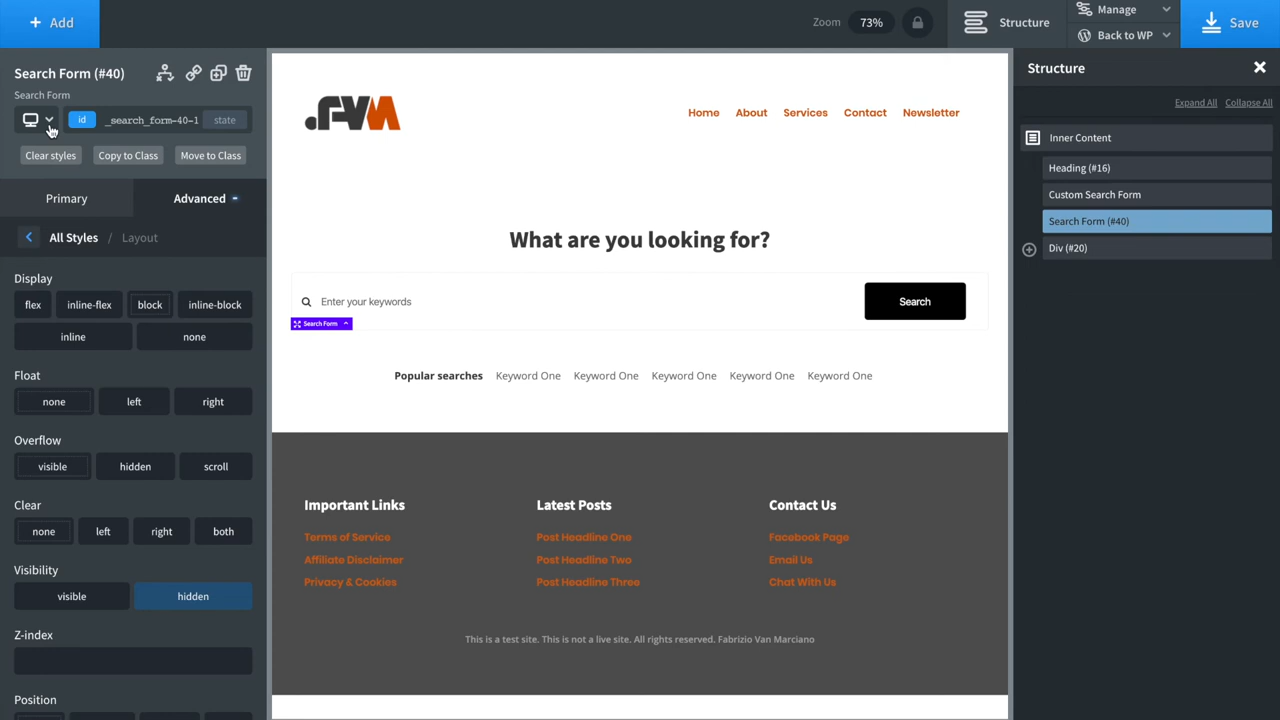 + Add
Zoom 73%
Structure
Manage
Back to WP
Save
Search Form (#40)
Search Form
id _search_form-40-1 state
Clear styles Copy to Class Move to Class
Primary Advanced
All Styles / Layout
Display
flex inline-flex block inline-block
inline none
Float
none left right
Overflow
visible hidden scroll
Clear
none left right both
Visibility
visible hidden
Z-index
Position
.FVM
Home About Services Contact Newsletter
What are you looking for?
Enter your keywords
Search
Search Form
Popular searches Keyword One Keyword One Keyword One Keyword One Keyword One
Important Links
Terms of Service
Affiliate Disclaimer
Privacy & Cookies
Latest Posts
Post Headline One
Post Headline Two
Post Headline Three
Contact Us
Facebook Page
Email Us
Chat With Us
This is a test site. This is not a live site. All rights reserved. Fabrizio Van Marciano
Structure
Expand All Collapse All
Inner Content
Heading (#16)
Custom Search Form
Search Form (#40)
Div (#20)